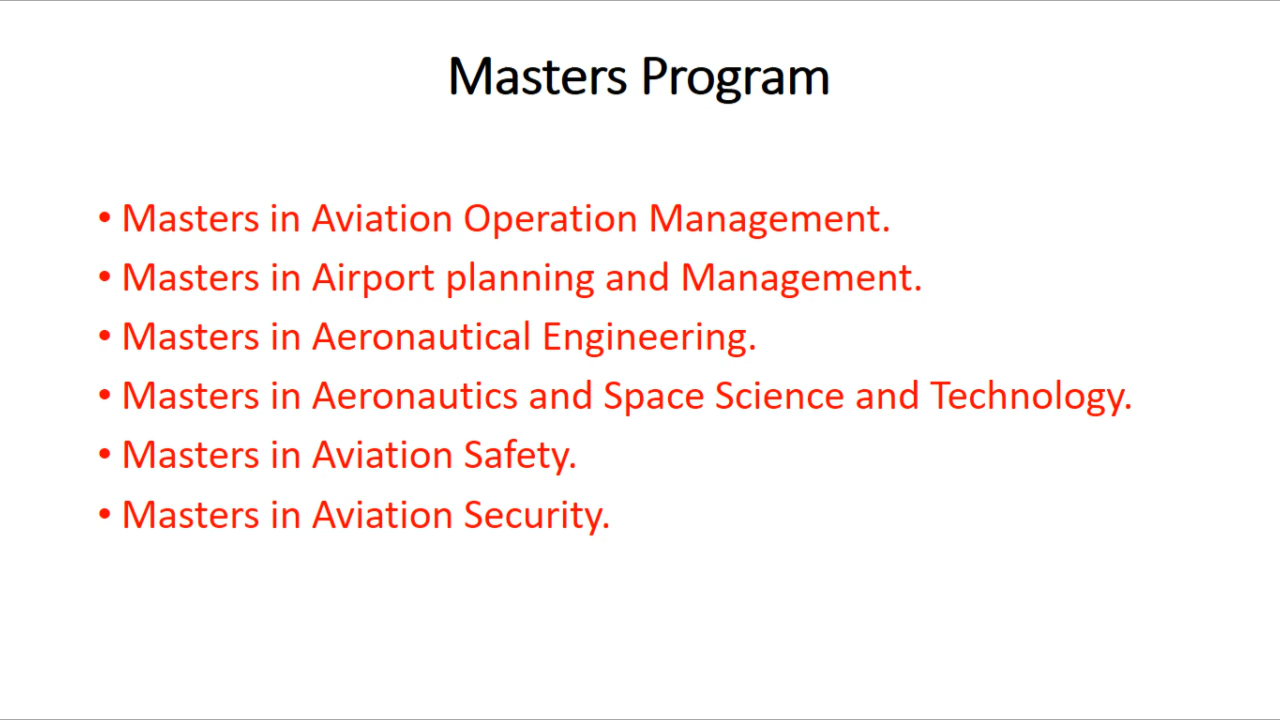 Masters Program
• Masters in Aviation Operation Management.
• Masters in Airport planning and Management.
• Masters in Aeronautical Engineering.
• Masters in Aeronautics and Space Science and Technology.
• Masters in Aviation Safety.
• Masters in Aviation Security.